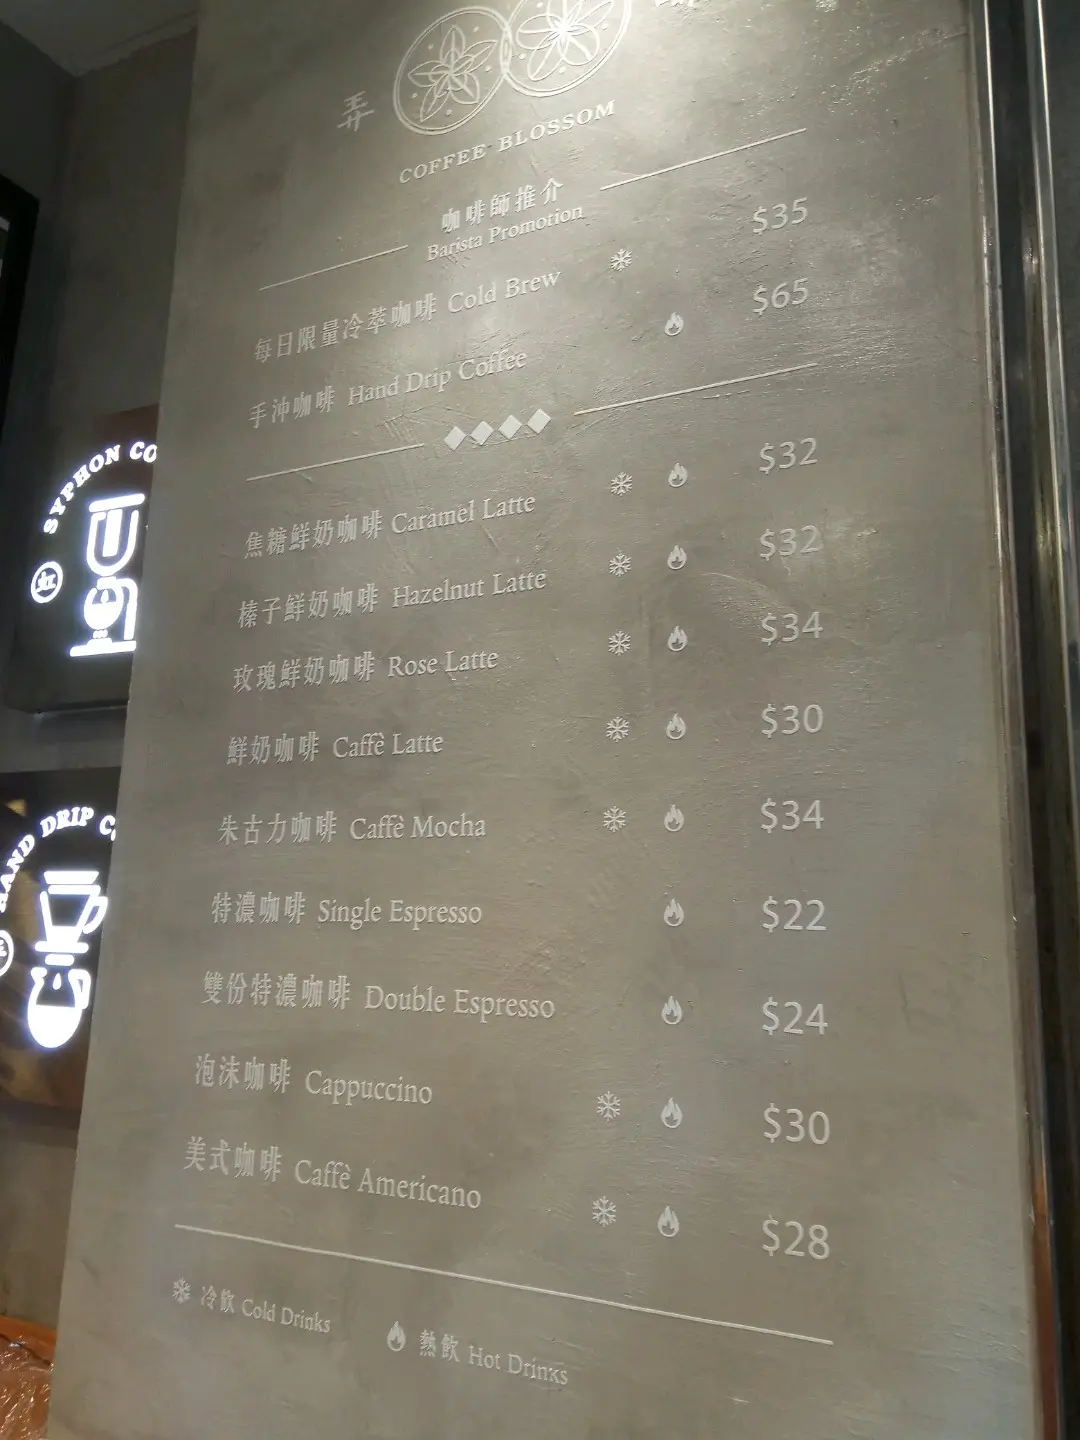 弄
COFFEE BLOSSOM
咖啡師推介
Barista Promotion
每日限量冷萃咖啡 Cold Brew $35
手沖咖啡 Hand Drip Coffee $65
焦糖鮮奶咖啡 Caramel Latte $32
榛子鮮奶咖啡 Hazelnut Latte $32
玫瑰鮮奶咖啡 Rose Latte $34
鮮奶咖啡 Caffè Latte $30
朱古力咖啡 Caffè Mocha $34
特濃咖啡 Single Espresso $22
雙份特濃咖啡 Double Espresso $24
泡沫咖啡 Cappuccino $30
美式咖啡 Caffè Americano $28
冷飲 Cold Drinks
熱飲 Hot Drinks
SYPHON CO
虹
HAND DRIP C